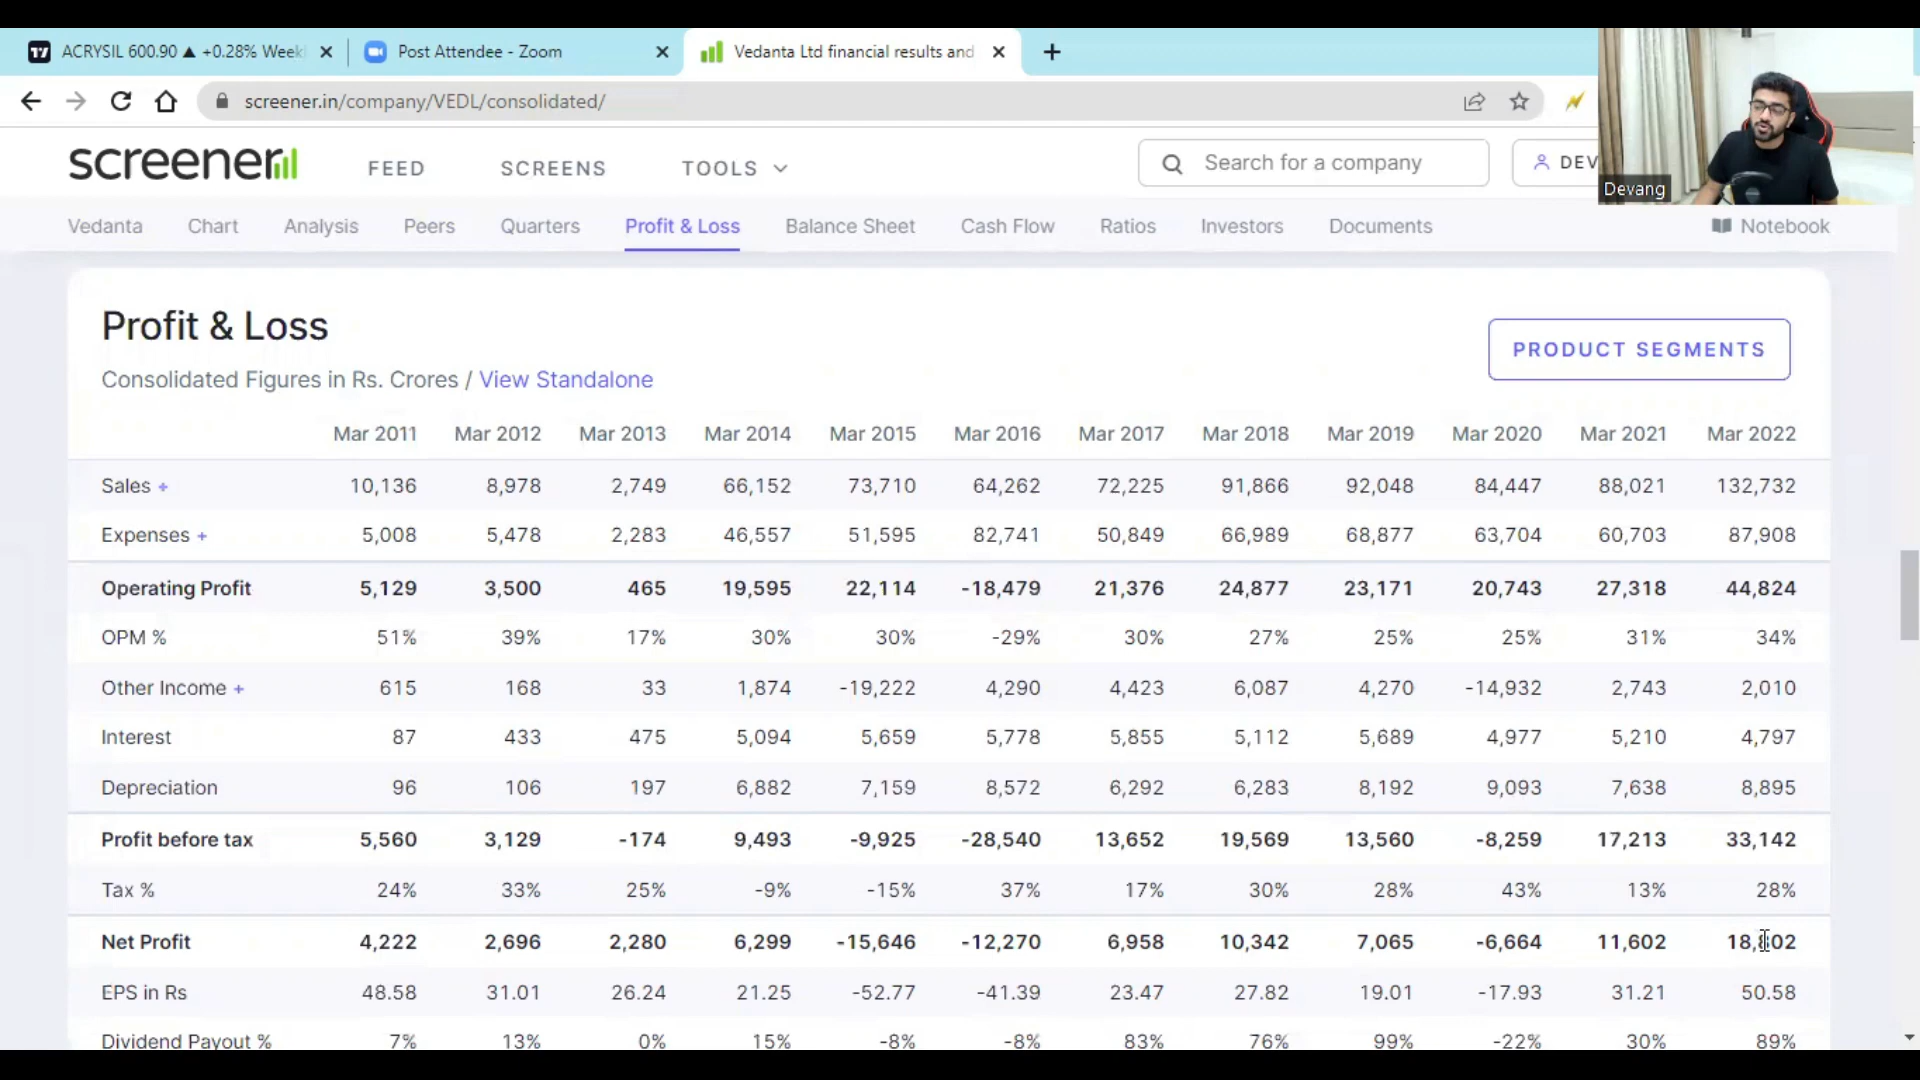 ACRYSIL 600.90 ▲ +0.28% Week
Post Attendee - Zoom
Vedanta Ltd financial results and
screener.in/company/VEDL/consolidated/
Devang
screener
FEED
SCREENS
TOOLS
Search for a company
DEV
Vedanta
Chart
Analysis
Peers
Quarters
Profit & Loss
Balance Sheet
Cash Flow
Ratios
Investors
Documents
Notebook
Profit & Loss
PRODUCT SEGMENTS
Consolidated Figures in Rs. Crores / View Standalone
Mar 2011 Mar 2012 Mar 2013 Mar 2014 Mar 2015 Mar 2016 Mar 2017 Mar 2018 Mar 2019 Mar 2020 Mar 2021 Mar 2022
Sales + 10,136 8,978 2,749 66,152 73,710 64,262 72,225 91,866 92,048 84,447 88,021 132,732
Expenses + 5,008 5,478 2,283 46,557 51,595 82,741 50,849 66,989 68,877 63,704 60,703 87,908
Operating Profit 5,129 3,500 465 19,595 22,114 -18,479 21,376 24,877 23,171 20,743 27,318 44,824
OPM % 51% 39% 17% 30% 30% -29% 30% 27% 25% 25% 31% 34%
Other Income + 615 168 33 1,874 -19,222 4,290 4,423 6,087 4,270 -14,932 2,743 2,010
Interest 87 433 475 5,094 5,659 5,778 5,855 5,112 5,689 4,977 5,210 4,797
Depreciation 96 106 197 6,882 7,159 8,572 6,292 6,283 8,192 9,093 7,638 8,895
Profit before tax 5,560 3,129 -174 9,493 -9,925 -28,540 13,652 19,569 13,560 -8,259 17,213 33,142
Tax % 24% 33% 25% -9% -15% 37% 17% 30% 28% 43% 13% 28%
Net Profit 4,222 2,696 2,280 6,299 -15,646 -12,270 6,958 10,342 7,065 -6,664 11,602
EPS in Rs 48.58 31.01 26.24 21.25 -52.77 -41.39 23.47 27.82 19.01 -17.93 31.21 50.58
Dividend Payout % 7% 13% 0% 15% -8% -8% 83% 76% 99% -22% 30% 89%